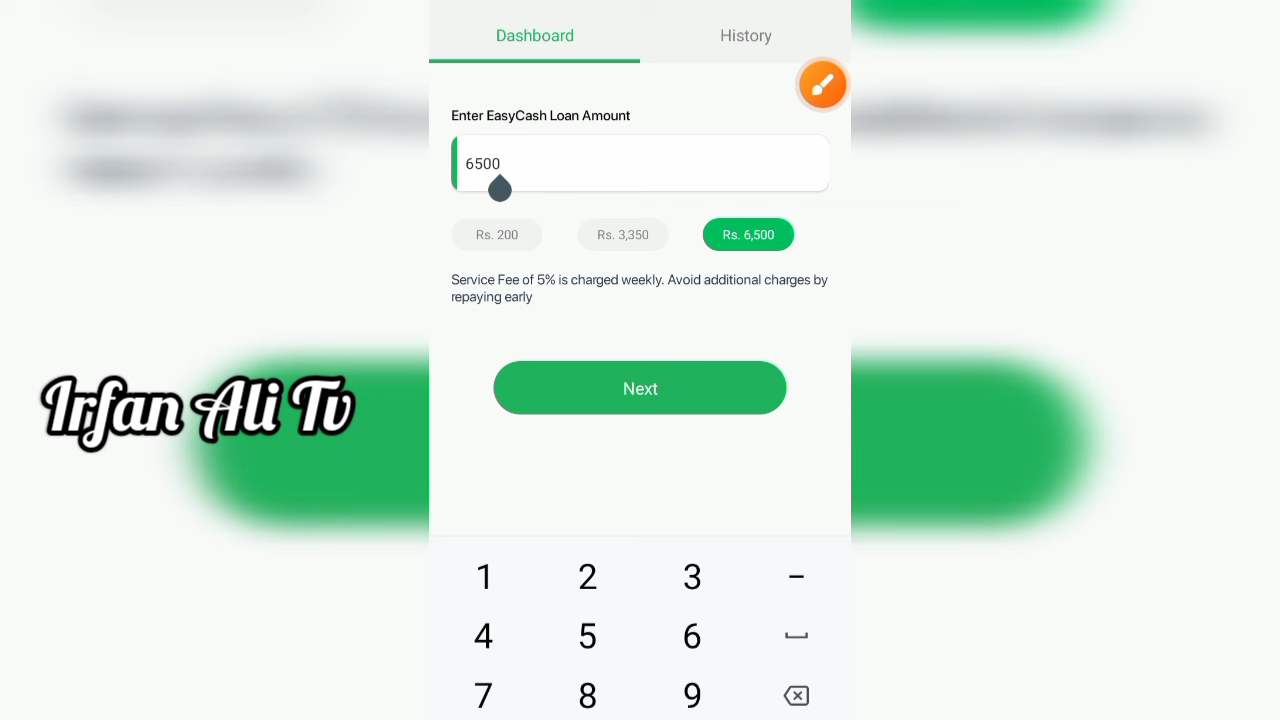 Dashboard
History
Enter EasyCash Loan Amount
6500
Rs. 200
Rs. 3,350
Rs. 6,500
Service Fee of 5% is charged weekly. Avoid additional charges by
repaying early
Next
Irfan Ali Tv
1 2 3 -
4 5 6
7 8 9